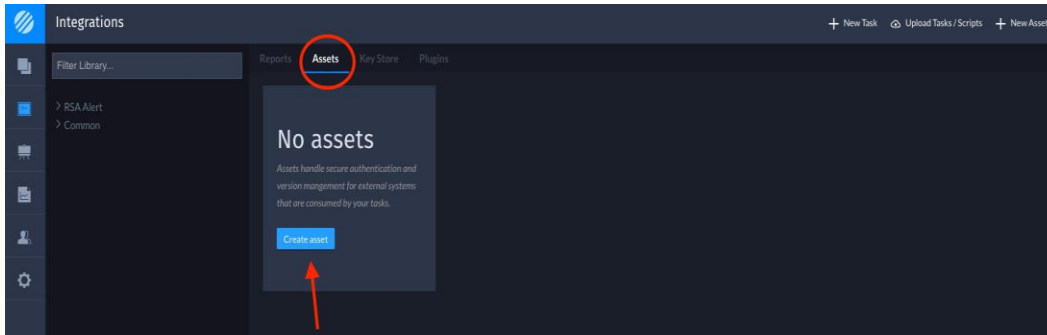 Integrations
+ New Task Upload Tasks/Scripts + New Asset
Filter Library...
Reports Assets Key Store Plugins
> RSA Alert
> Common
No assets
Assets handle secure authentication and
version mangement for external systems
that are consumed by your tasks.
Create asset